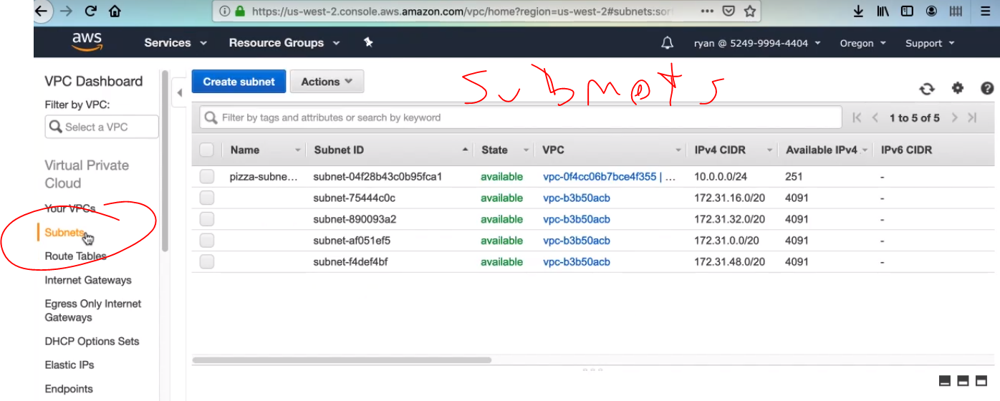 https://us-west-2.console.aws.amazon.com/vpc/home?region=us-west-2#subnets:sor
aws Services Resource Groups ryan @ 5249-9994-4404 Oregon Support
VPC Dashboard
Filter by VPC:
Select a VPC
Virtual Private
Cloud
Your VPCs
Subnets
Route Tables
Internet Gateways
Egress Only Internet
Gateways
DHCP Options Sets
Elastic IPs
Endpoints
Create subnet Actions
Subnets
Filter by tags and attributes or search by keyword
1 to 5 of 5
Name Subnet ID State VPC IPv4 CIDR Available IPv4 IPv6 CIDR
pizza-subne... subnet-04f28b43c0b95fca1 available vpc-0f4cc06b7bce4f355 | ... 10.0.0.0/24 251 -
subnet-75444c0c available vpc-b3b50acb 172.31.16.0/20 4091 -
subnet-890093a2 available vpc-b3b50acb 172.31.32.0/20 4091 -
subnet-af051ef5 available vpc-b3b50acb 172.31.0.0/20 4091 -
subnet-f4def4bf available vpc-b3b50acb 172.31.48.0/20 4091 -